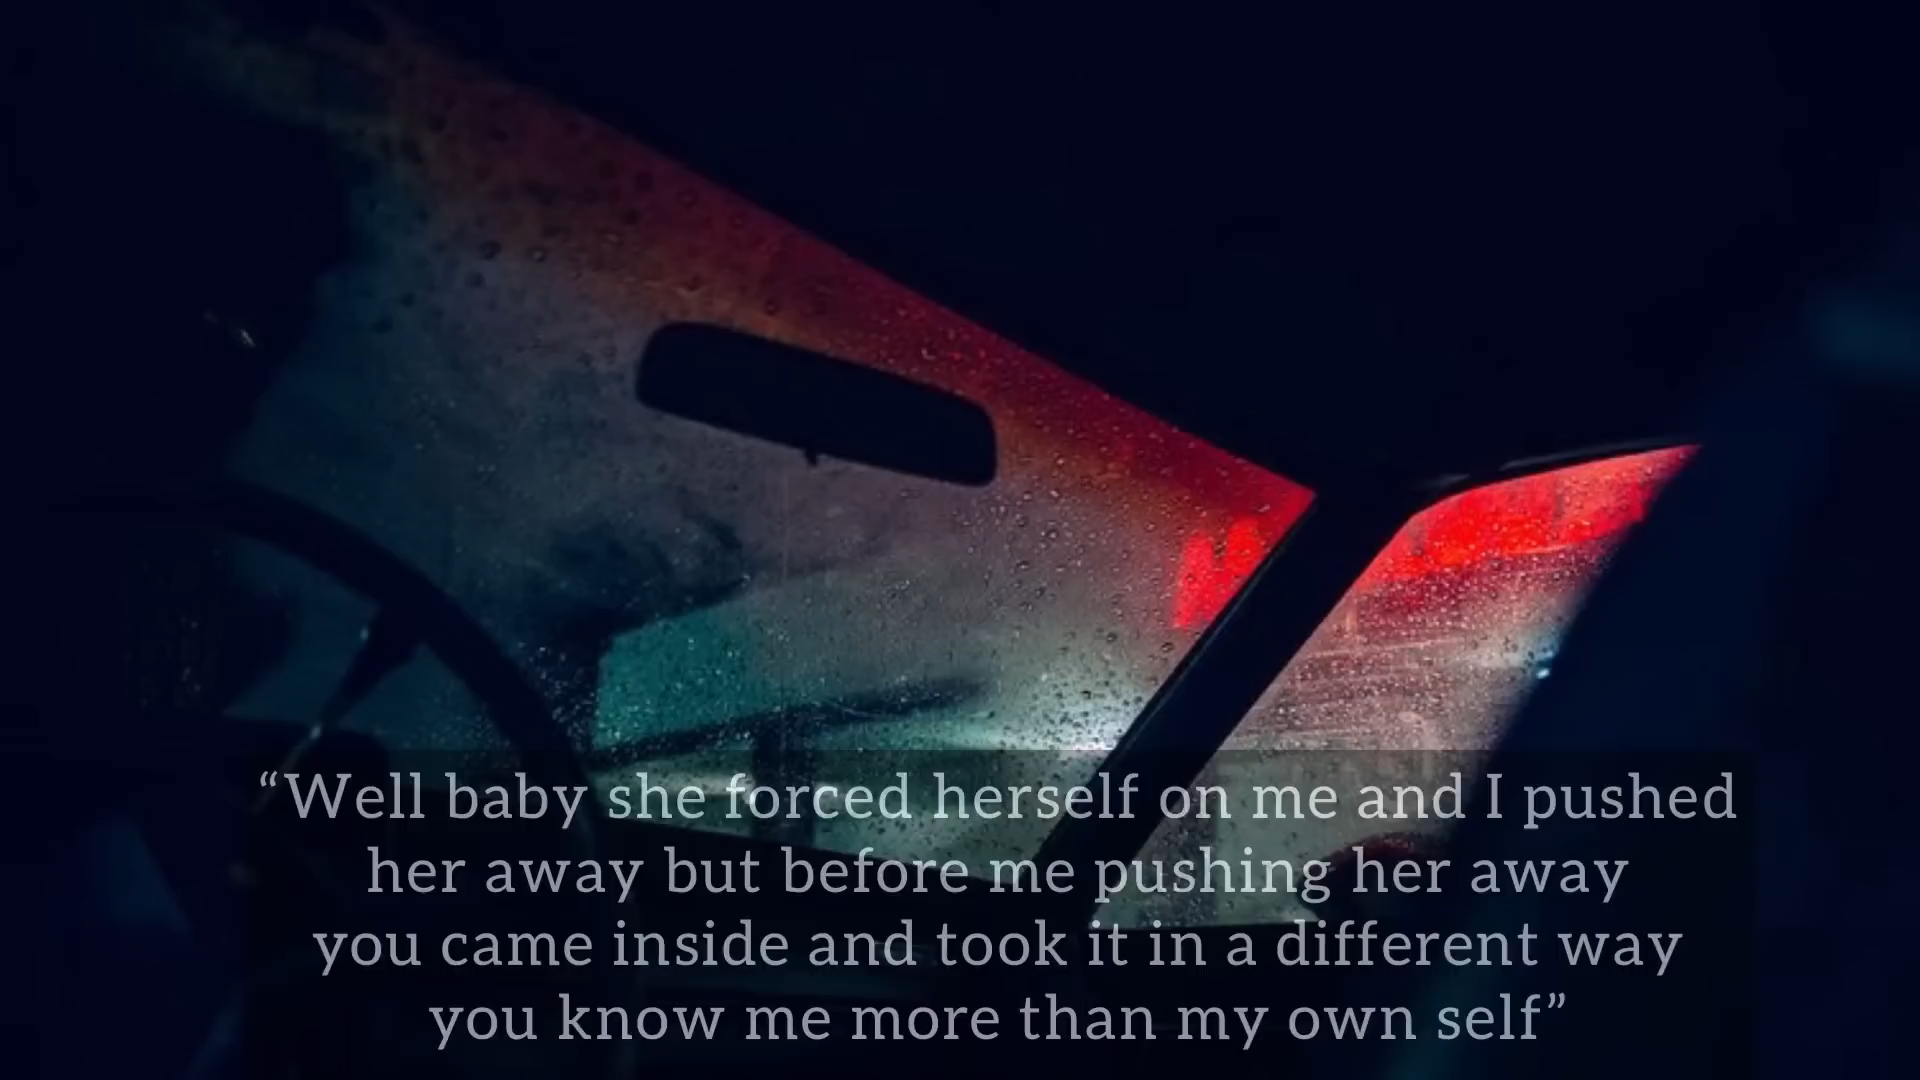 “Well baby she forced herself on me and I pushed
her away but before me pushing her away
you came inside and took it in a different way
you know me more than my own self”